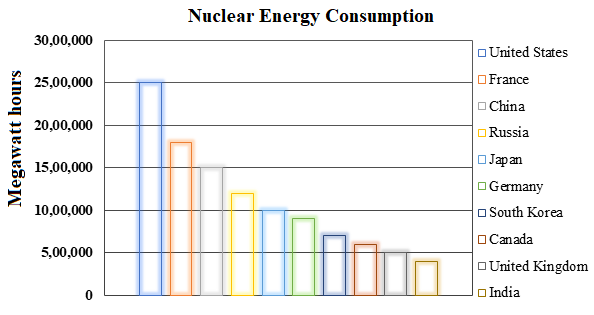 Nuclear Energy Consumption
Megawatt hours
30,00,000
25,00,000
20,00,000
15,00,000
10,00,000
5,00,000
0
United States
France
China
Russia
Japan
Germany
South Korea
Canada
United Kingdom
India